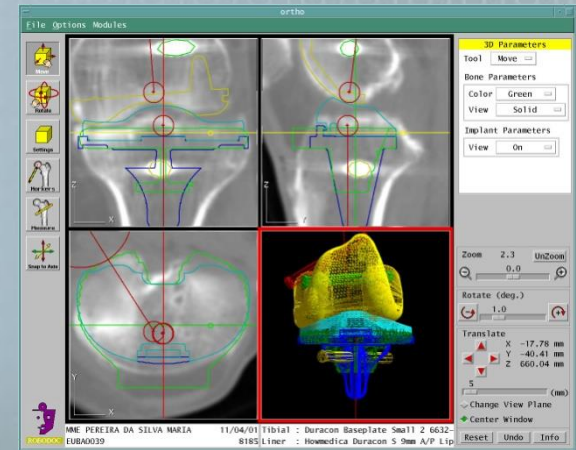 ortho
File Options Modules
Move
Rotate
Settings
Markers
Measure
Snap to Axis
ROBODOC
Z
X
Z
Y
Y
X
3D Parameters
Tool Move
Bone Parameters
Color Green
View Solid
Implant Parameters
View On
Zoom 2.3 UnZoom
0.0
Rotate (deg.)
1.0
Translate
X -17.78 mm
Y -40.41 mm
Z 660.04 mm
5
(mm)
Change View Plane
Center Window
Reset Undo Info
MME PEREIRA DA SILVA MARIA 11/04/01 Tibial : Duracon Baseplate Small 2 6632-
EUBA0039 8185 Liner : Howmedica Duracon S 9mm A/P Lip